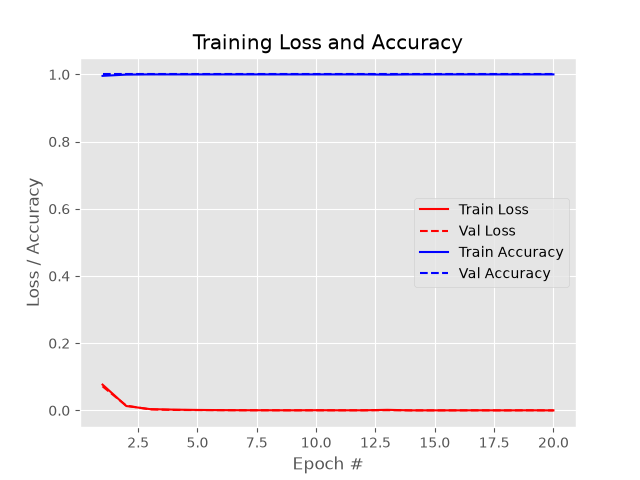 Training Loss and Accuracy
Loss / Accuracy
1.0
0.8
0.6
0.4
0.2
0.0
Train Loss
Val Loss
Train Accuracy
Val Accuracy
2.5 5.0 7.5 10.0 12.5 15.0 17.5 20.0
Epoch #